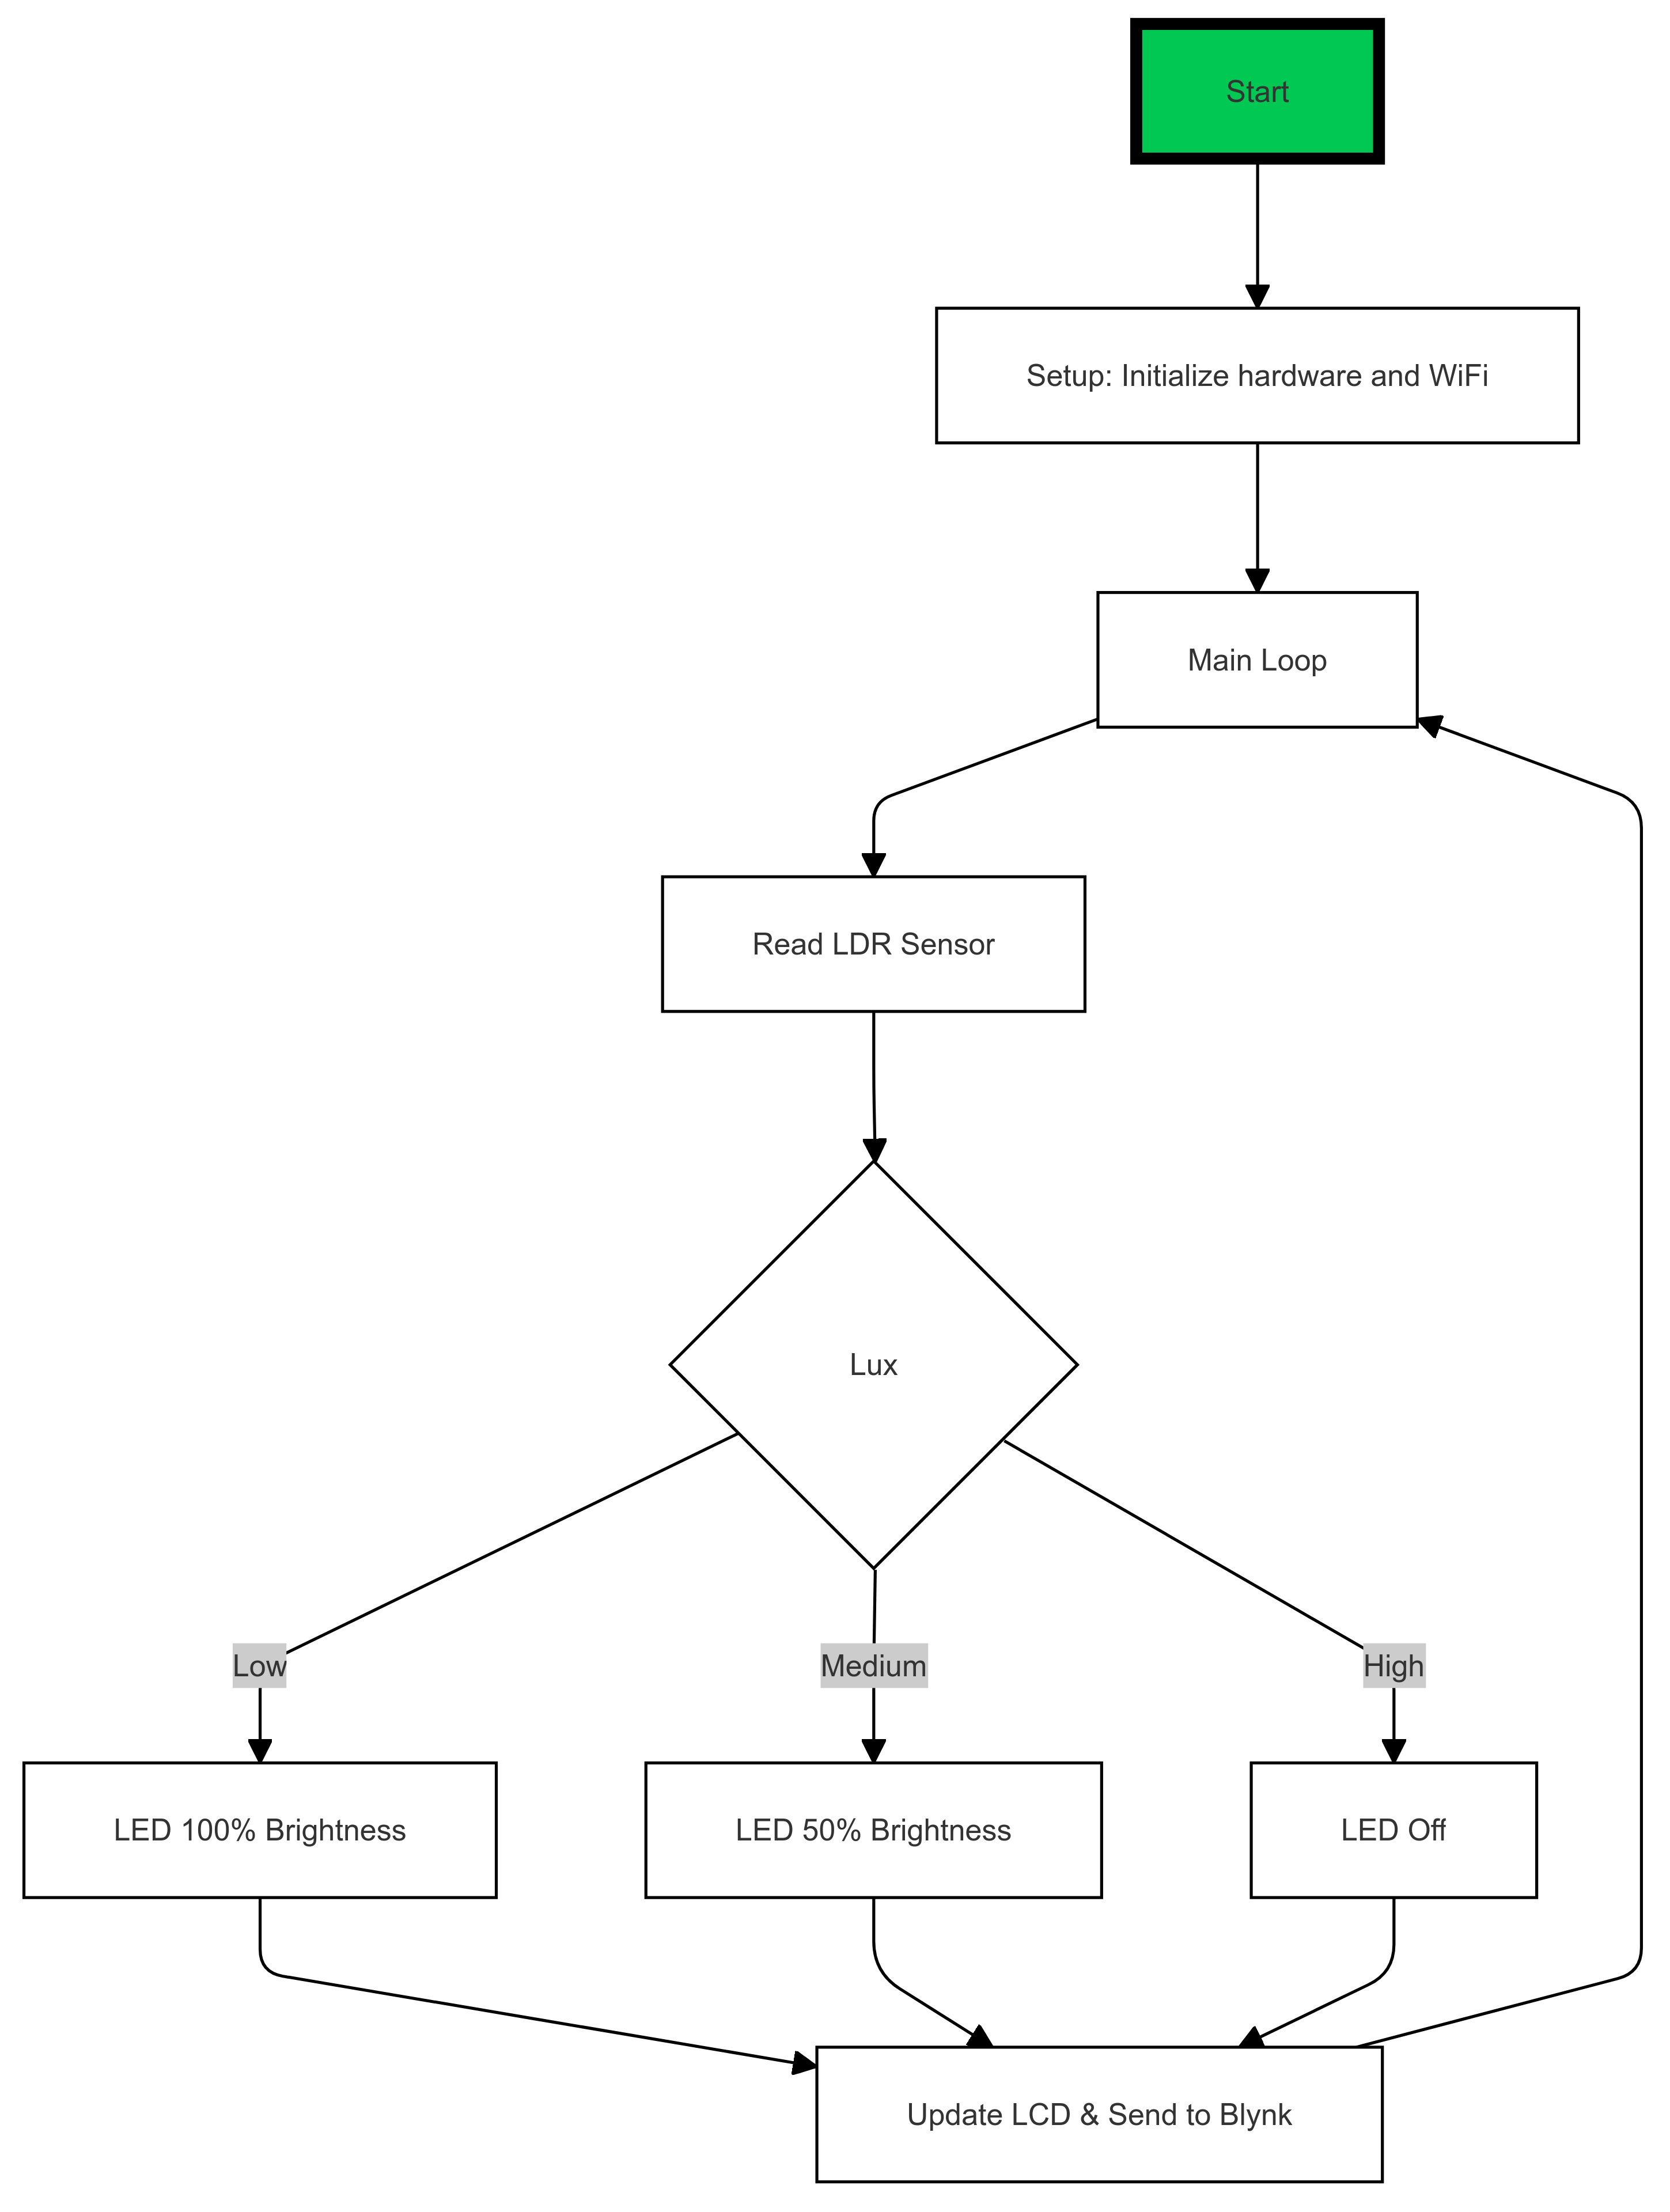 Start
Setup: Initialize hardware and WiFi
Main Loop
Read LDR Sensor
Lux
Low
Medium
High
LED 100% Brightness
LED 50% Brightness
LED Off
Update LCD & Send to Blynk